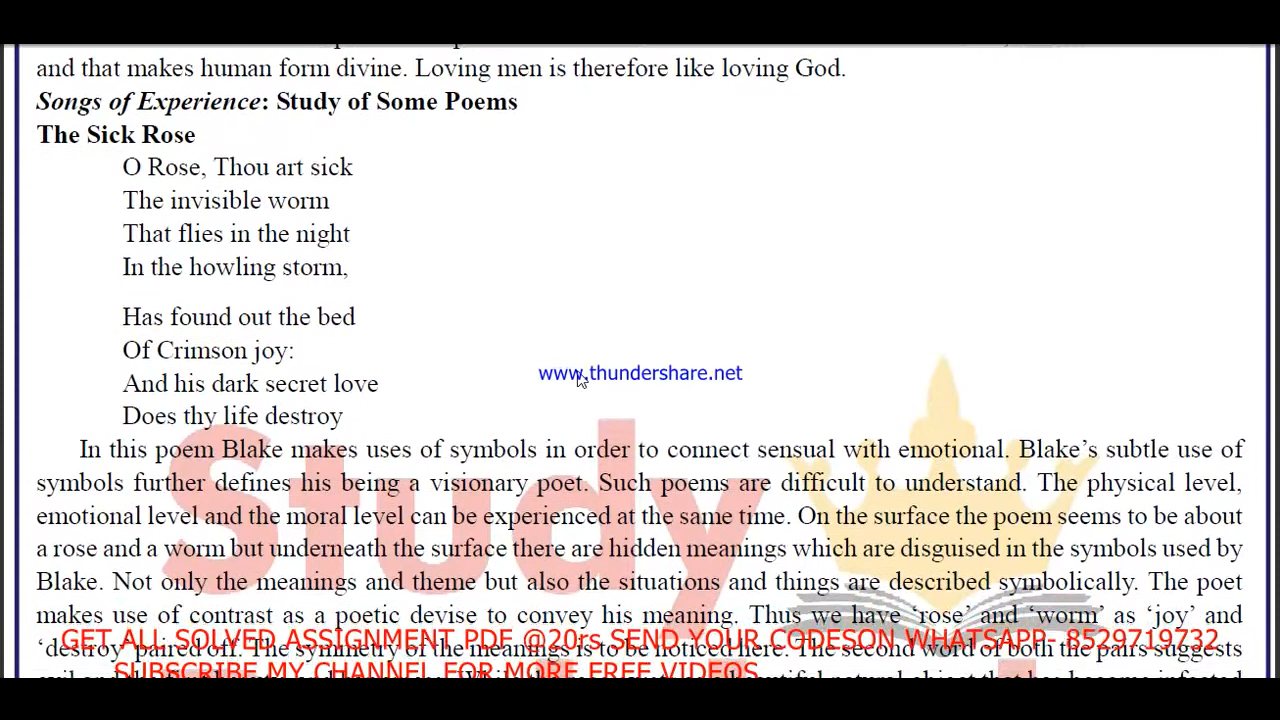 and that makes human form divine. Loving men is therefore like loving God.
Songs of Experience: Study of Some Poems
The Sick Rose
O Rose, Thou art sick
The invisible worm
That flies in the night
In the howling storm,
Has found out the bed
Of Crimson joy:
And his dark secret love
Does thy life destroy
www.thundershare.net
In this poem Blake makes uses of symbols in order to connect sensual with emotional. Blake's subtle use of
symbols further defines his being a visionary poet. Such poems are difficult to understand. The physical level,
emotional level and the moral level can be experienced at the same time. On the surface the poem seems to be about
a rose and a worm but underneath the surface there are hidden meanings which are disguised in the symbols used by
Blake. Not only the meanings and theme but also the situations and things are described symbolically. The poet
makes use of contrast as a poetic devise to convey his meaning. Thus we have 'rose' and 'worm' as 'joy' and
GET ALL SOLVED ASSIGNMENT PDF @20rs SEND YOUR CODESON WHATSAPP- 8529719732
'destroy' paired off. The symmetry of the meanings is to be noticed here. The second word of both the pairs suggests
SUBSCRIBE MY CHANNEL FOR MORE FREE VIDEOS
Study